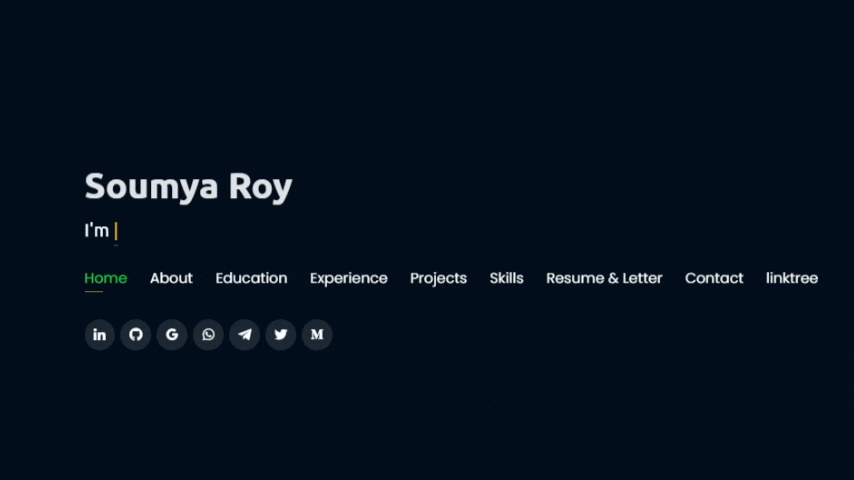 Soumya Roy
I'm
Home About Education Experience Projects Skills Resume & Letter Contact linktree
in G M